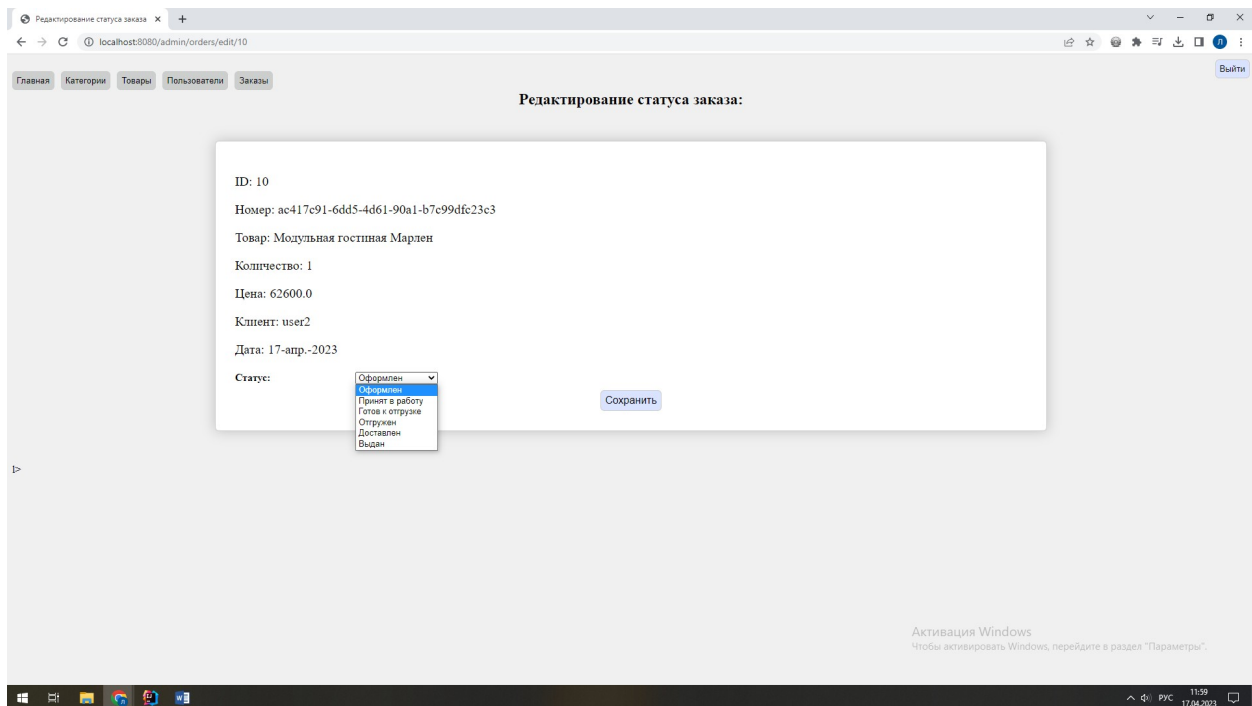 Редактирование статуса заказа
localhost:8080/admin/orders/edit/10
Л
Выйти
Главная Категории Товары Пользователи Заказы
Редактирование статуса заказа:
ID: 10
Номер: ac417c91-6dd5-4d61-90a1-b7c99dfc23c3
Товар: Модульная гостиная Марлен
Количество: 1
Цена: 62600.0
Клиент: user2
Дата: 17-апр.-2023
Статус: Оформлен
Оформлен
Принят в работу
Готов к отгрузке
Отгружен
Доставлен
Выдан
Сохранить
]>
Активация Windows
Чтобы активировать Windows, перейдите в раздел "Параметры".
РУС 11:59
17.04.2023